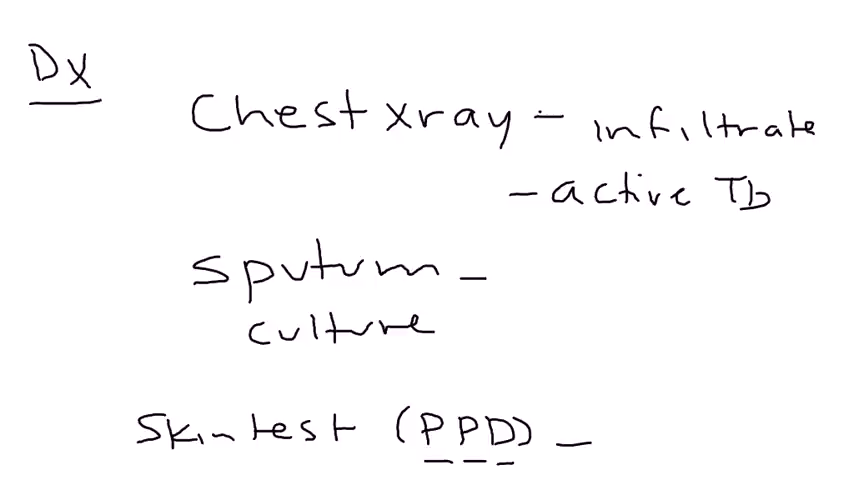 Dx
Chest xray - infiltrate
- active Tb
Sputum -
culture
Skin test (PPD) -